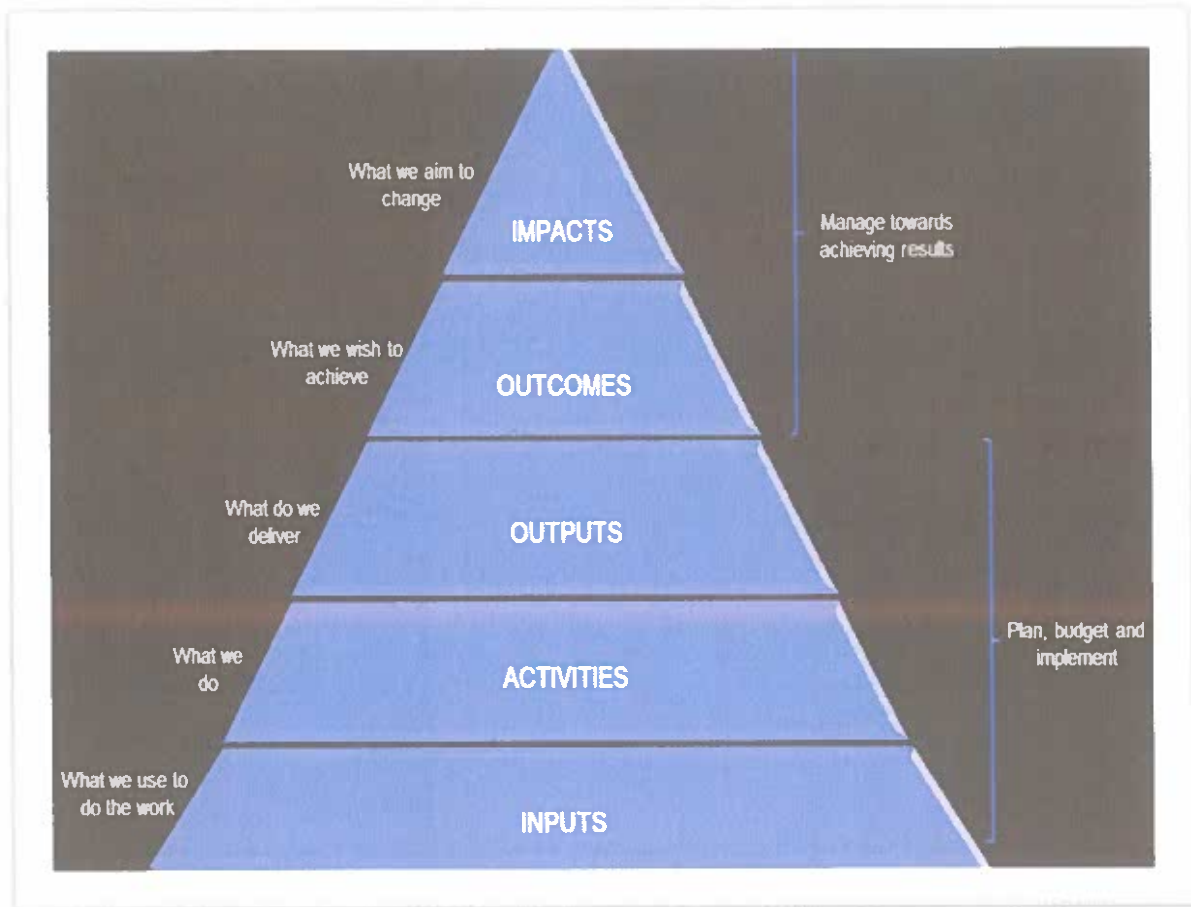 What we aim to
change
IMPACTS
Manage towards
achieving results
What we wish to
achieve
OUTCOMES
What do we
deliver
OUTPUTS
What we
do
ACTIVITIES
Plan, budget and
implement
What we use to
do the work
INPUTS